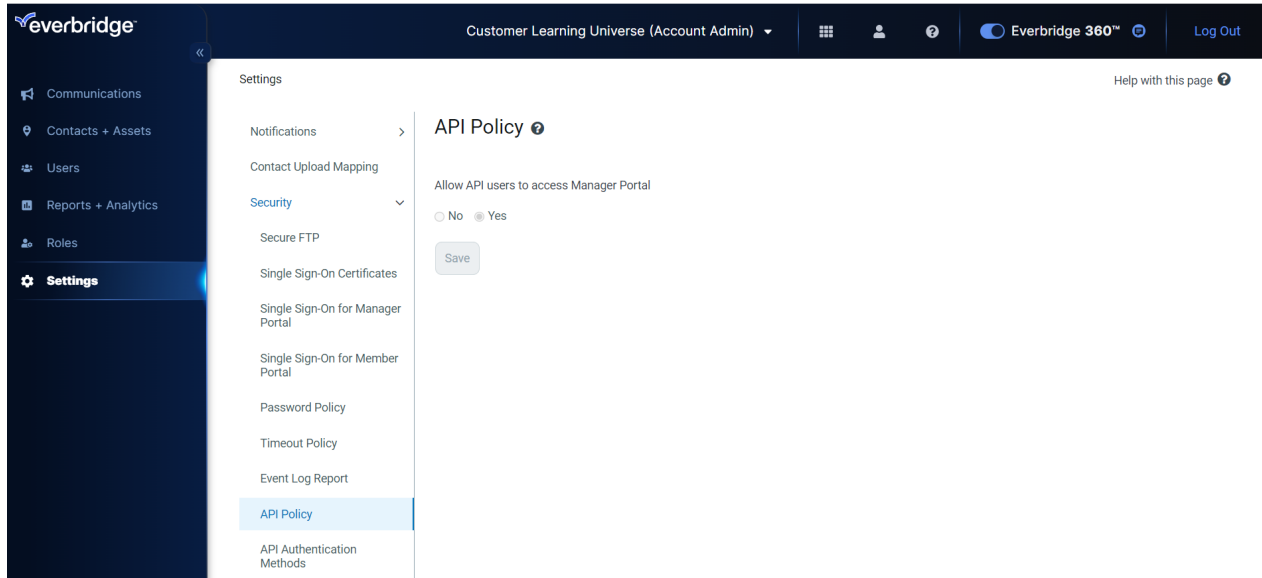 everbridge
Customer Learning Universe (Account Admin)
Everbridge 360™
Log Out
«
Communications
Contacts + Assets
Users
Reports + Analytics
Roles
Settings
Settings
Help with this page ?
Notifications
Contact Upload Mapping
Security
Secure FTP
Single Sign-On Certificates
Single Sign-On for Manager
Portal
Single Sign-On for Member
Portal
Password Policy
Timeout Policy
Event Log Report
API Policy
API Authentication
Methods
API Policy ?
Allow API users to access Manager Portal
No Yes
Save